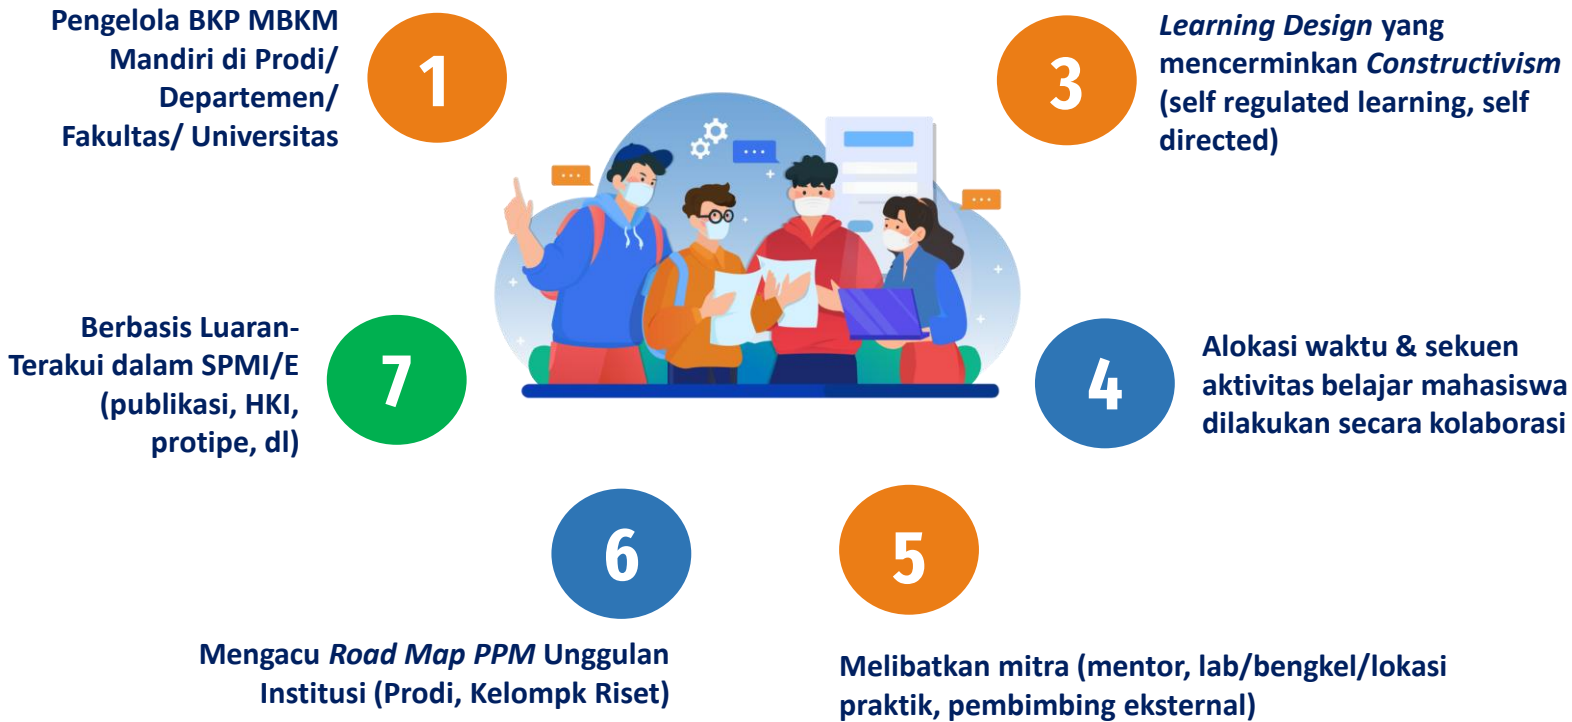 Pengelola BKP MBKM
Mandiri di Prodi/
Departemen/
Fakultas/ Universitas
1
3
Learning Design yang
mencerminkan Constructivism
(self regulated learning, self
directed)
4
Alokasi waktu & sekuen
aktivitas belajar mahasiswa
dilakukan secara kolaborasi
5
Melibatkan mitra (mentor, lab/bengkel/lokasi
praktik, pembimbing eksternal)
6
Mengacu Road Map PPM Unggulan
Institusi (Prodi, Kelompk Riset)
7
Berbasis Luaran-
Terakui dalam SPMI/E
(publikasi, HKI,
protipe, dl)